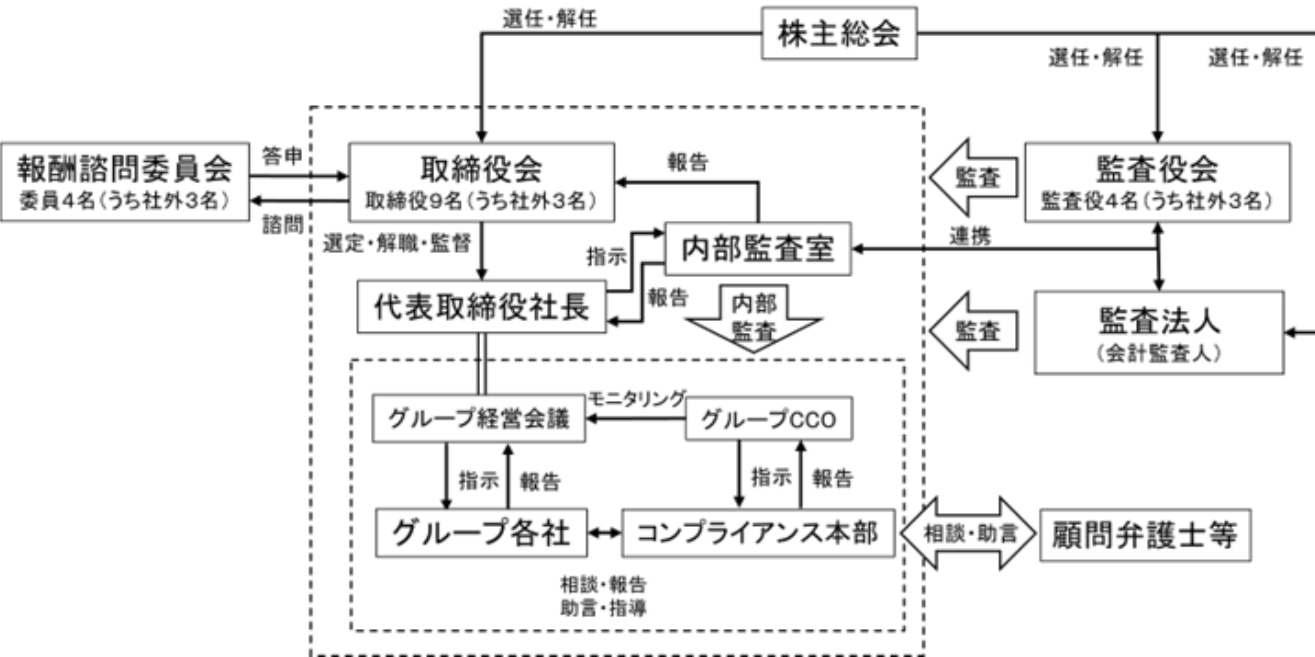 選任・解任
株主総会
選任・解任
選任・解任
報酬諮問委員会
委員4名(うち社外3名)
答申
諮問
取締役会
取締役9名(うち社外3名)
報告
監査
監査役会
監査役4名(うち社外3名)
選定・解職・監督
指示
内部監査室
連携
代表取締役社長
報告
内部
監査
監査
監査法人
(会計監査人)
グループ経営会議
モニタリング
グループCCO
指示
報告
指示
報告
グループ各社
コンプライアンス本部
相談・助言
顧問弁護士等
相談・報告
助言・指導